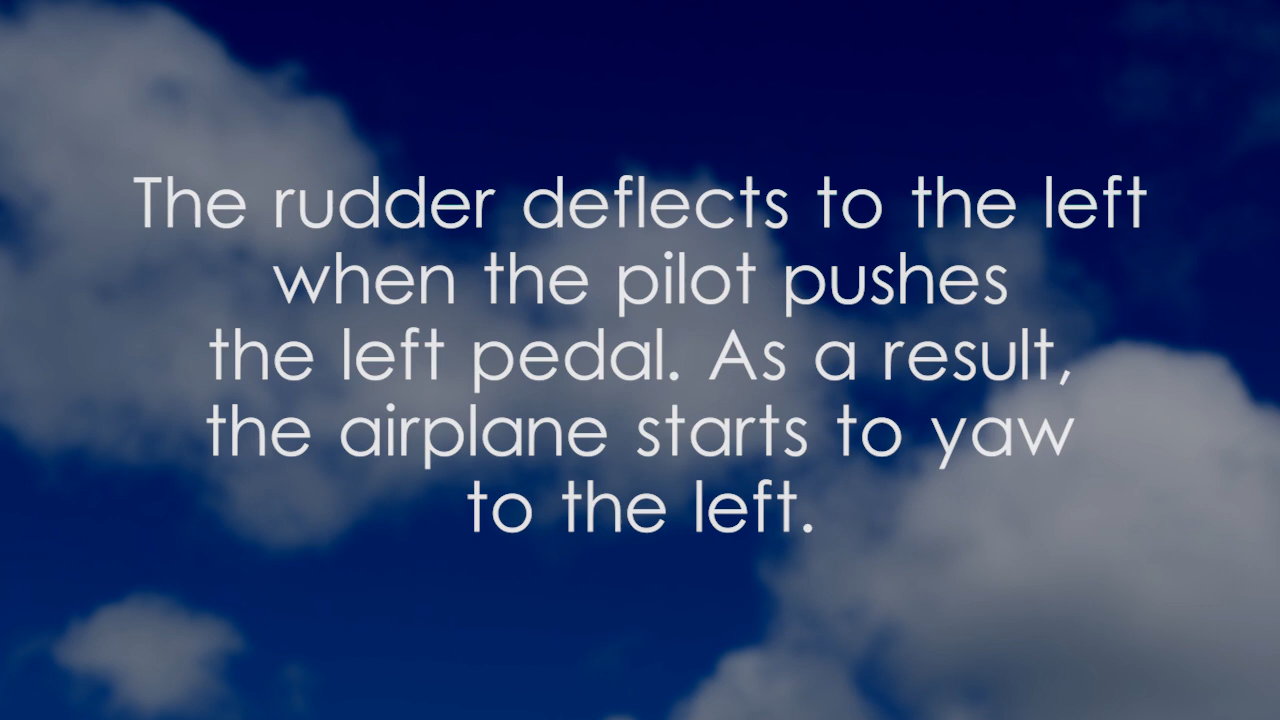 The rudder deflects to the left
when the pilot pushes
the left pedal. As a result,
the airplane starts to yaw
to the left.